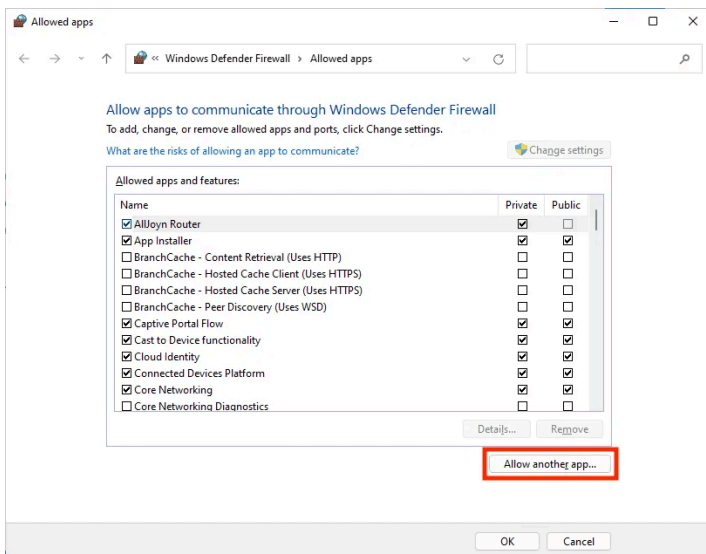 Allowed apps
« Windows Defender Firewall > Allowed apps
Allow apps to communicate through Windows Defender Firewall
To add, change, or remove allowed apps and ports, click Change settings.
What are the risks of allowing an app to communicate?
Change settings
Allowed apps and features:
Name Private Public
AllJoyn Router
App Installer
BranchCache - Content Retrieval (Uses HTTP)
BranchCache - Hosted Cache Client (Uses HTTPS)
BranchCache - Hosted Cache Server (Uses HTTPS)
BranchCache - Peer Discovery (Uses WSD)
Captive Portal Flow
Cast to Device functionality
Cloud Identity
Connected Devices Platform
Core Networking
Core Networking Diagnostics
Details... Remove
Allow another app...
OK Cancel